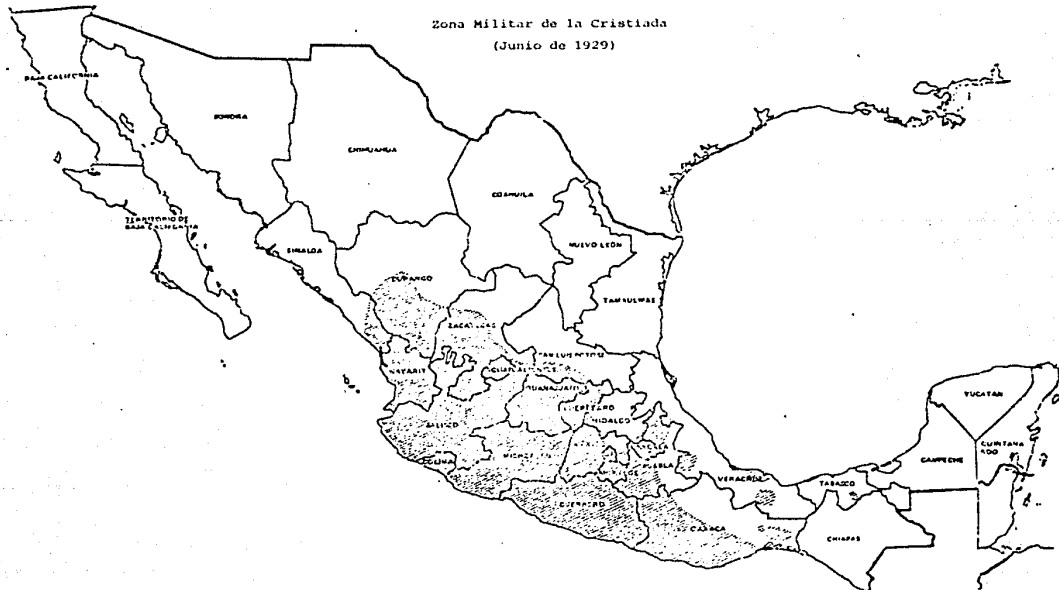 Zona Militar de la Cristiada
(Junio de 1929)
BAJA CALIFORNIA
SONORA
CHIHUAHUA
COAHUILA
TERRITORIO DE
BAJA CALIFORNIA
SINALOA
NUEVO LEÓN
DURANGO
TAMAULIPAS
ZACATECAS
SAN LUIS POTOSI
NAYARIT
AGUASCALIENTES
GUANAJUATO
YUCATAN
QUERETARO
HIDALGO
JALISCO
CAMPECHE
QUINTANA
ROO
COLIMA
MICHOACAN
PUEBLA
VERACRUZ
TABASCO
GUERRERO
OAXACA
CHIAPAS